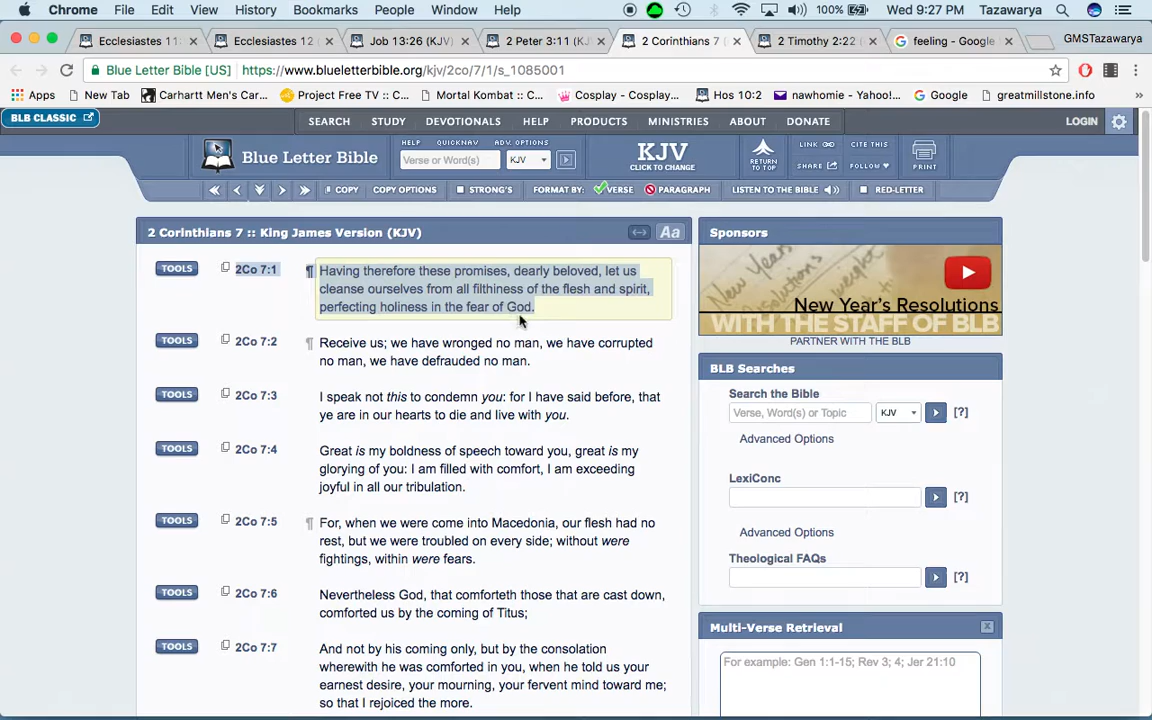 Chrome File Edit View History Bookmarks People Window Help 100% Wed 9:27 PM Tazawarya
Ecclesiastes 11: Ecclesiastes 12 ( Job 13:26 (KJV) 2 Peter 3:11 (KJV) 2 Corinthians 7 :: 2 Timothy 2:22 ( feeling - Google GMSTazawarya
Blue Letter Bible [US] https://www.blueletterbible.org/kjv/2co/7/1/s_1085001
Apps New Tab Carhartt Men's Car... Project Free TV :: C... Mortal Kombat :: C... Cosplay - Cosplay... Hos 10:2 nawhomie - Yahoo!... Google greatmillstone.info
BLB CLASSIC
SEARCH STUDY DEVOTIONALS HELP PRODUCTS MINISTRIES ABOUT DONATE LOGIN
Blue Letter Bible
HELP QUICKNAV ADV. OPTIONS
Verse or Word(s) KJV
KJV
CLICK TO CHANGE
RETURN
TO TOP
LINK CITE THIS
SHARE FOLLOW
PRINT
COPY COPY OPTIONS STRONG'S FORMAT BY: VERSE PARAGRAPH LISTEN TO THE BIBLE RED-LETTER
2 Corinthians 7 :: King James Version (KJV) Aa
TOOLS 2Co 7:1 ¶ Having therefore these promises, dearly beloved, let us
cleanse ourselves from all filthiness of the flesh and spirit,
perfecting holiness in the fear of God.
TOOLS 2Co 7:2 ¶ Receive us; we have wronged no man, we have corrupted
no man, we have defrauded no man.
TOOLS 2Co 7:3 I speak not this to condemn you: for I have said before, that
ye are in our hearts to die and live with you.
TOOLS 2Co 7:4 Great is my boldness of speech toward you, great is my
glorying of you: I am filled with comfort, I am exceeding
joyful in all our tribulation.
TOOLS 2Co 7:5 ¶ For, when we were come into Macedonia, our flesh had no
rest, but we were troubled on every side; without were
fightings, within were fears.
TOOLS 2Co 7:6 Nevertheless God, that comforteth those that are cast down,
comforted us by the coming of Titus;
TOOLS 2Co 7:7 And not by his coming only, but by the consolation
wherewith he was comforted in you, when he told us your
earnest desire, your mourning, your fervent mind toward me;
so that I rejoiced the more.
Sponsors
New Year's Resolutions
WITH THE STAFF OF BLB
PARTNER WITH THE BLB
BLB Searches
Search the Bible
Verse, Word(s) or Topic KJV [?]
Advanced Options
LexiConc
[?]
Advanced Options
Theological FAQs
[?]
Multi-Verse Retrieval x
For example: Gen 1:1-15; Rev 3; 4; Jer 21:10